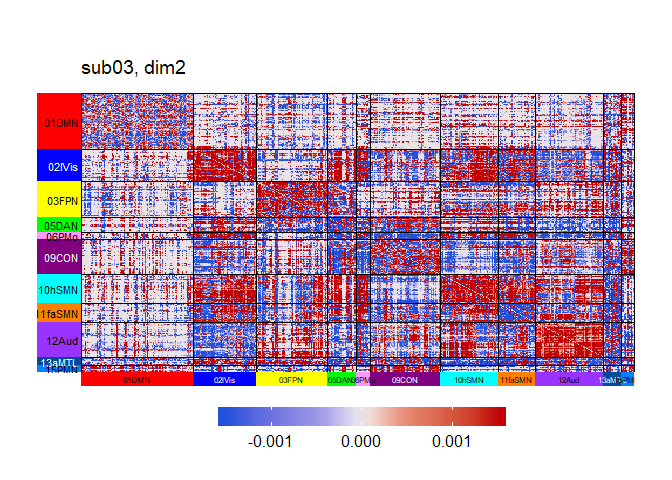 sub03, dim2
01DMN
02lVis
03FPN
05DAN
06PMo
09CON
10hSMN
11faSMN
12Aud
13aMTL
01DMN
02lVis
03FPN
05DAN
09CON
10hSMN
11faSMN
12Aud
-0.001 0.000 0.001